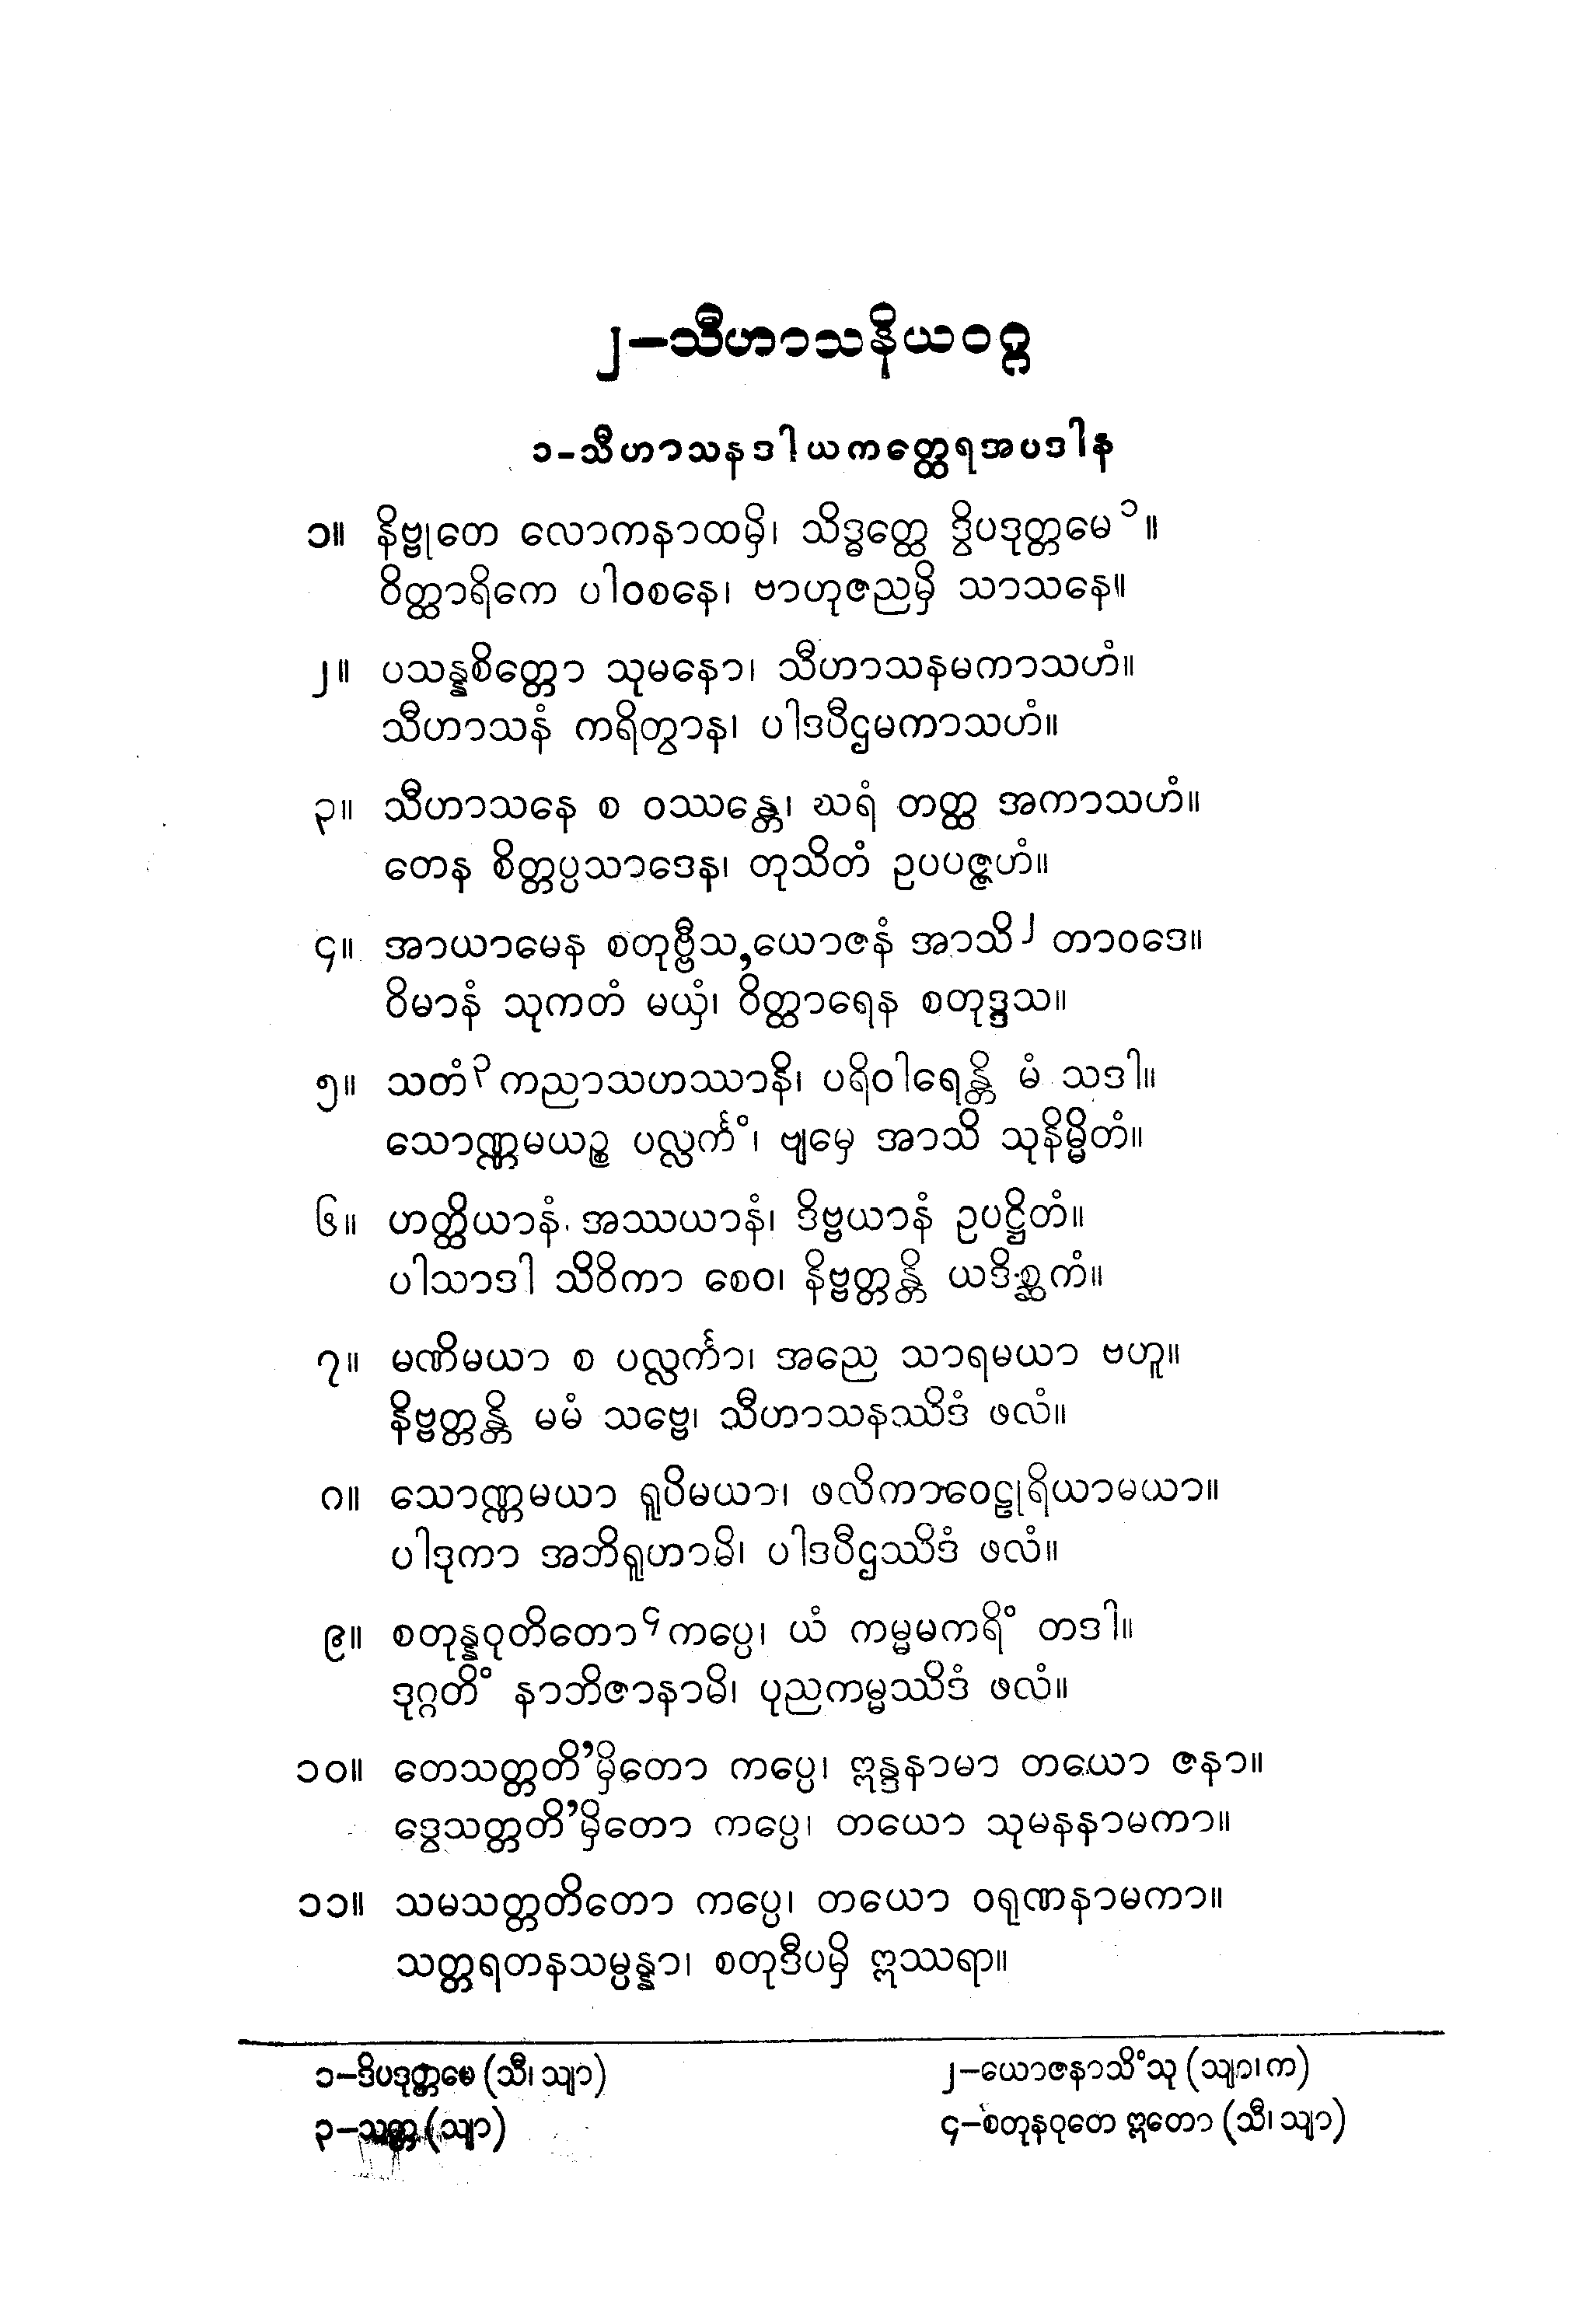 ၂−သီဟာသနိယဝဂ္ဂ
၁−သီဟာသနဒါယကတ္ထေရအပဒါန
၁။ နိဗ္ဗုတေ လောကနာထမှိ၊ သိဒ္ဓတ္ထေ ဒွိပဒုတ္တမေ ၁။
ဝိတ္ထာရိကေ ပါဝစနေ၊ ဗာဟုဇညမှိ သာသနေ။
၂။ ပသန္နစိတ္တော သုမနော၊ သီဟာသနမကာသဟံ။
သီဟာသနံ ကရိတွာန၊ ပါဒပီဌမကာသဟံ။
၃။ သီဟာသနေ စ ဝဿန္တေ၊ ဃရံ တတ္ထ အကာသဟံ။
တေန စိတ္တပ္ပသာဒေန၊ တုသိတံ ဥပပဇ္ဇဟံ။
၄။ အာယာမေန စတုဗ္ဗီသ,ယောဇနံ အာသိ ၂ တာဝဒေ။
ဝိမာနံ သုကတံ မယှံ၊ ဝိတ္ထာရေန စတုဒ္ဒသ။
၅။ သတံ ၃ ကညာသဟဿာနိ၊ ပရိဝါရေန္တိ မံ သဒါ။
သောဏ္ဏမယဉ္စ ပလ္လင်္ကံ၊ ဗျမှေ အာသိ သုနိမ္မိတံ။
၆။ ဟတ္ထိယာနံ အဿယာနံ၊ ဒိဗ္ဗယာနံ ဥပဋ္ဌိတံ။
ပါသာဒါ သိဝိကာ စေဝ၊ နိဗ္ဗတ္တန္တိ ယဒိစ္ဆကံ။
၇။ မဏိမယာ စ ပလ္လင်္ကာ၊ အညေ သာရမယာ ဗဟူ။
နိဗ္ဗတ္တန္တိ မမံ သဗ္ဗေ၊ သီဟာသနဿိဒံ ဖလံ။
၈။ သောဏ္ဏမယာ ရူပိမယာ၊ ဖလိကာဝေဠုရိယာမယာ။
ပါဒုကာ အဘိရူဟာမိ၊ ပါဒပီဌဿိဒံ ဖလံ။
၉။ စတုန္နဝုတိတော ၄ ကပ္ပေ၊ ယံ ကမ္မမကရိံ တဒါ။
ဒုဂ္ဂတိံ နာဘိဇာနာမိ၊ ပုညကမ္မဿိဒံ ဖလံ။
၁၀။ တေသတ္တတိ’မှိတော ကပ္ပေ၊ ဣန္ဒနာမာ တယော ဇနာ။
ဒွေသတ္တတိ’မှိတော ကပ္ပေ၊ တယော သုမနနာမကာ။
၁၁။ သမသတ္တတိတော ကပ္ပေ၊ တယော ဝရုဏနာမကာ။
သတ္တရတနသမ္ပန္နာ၊ စတုဒီပမှိ ဣဿရာ။
၁−ဒိပဒုတ္တမေ (သီ၊ သျာ) ၂−ယောဇနာသိံသု (သျာ၊ က)
၃−သတ္တ (သျာ) ၄−စတုနဝုတေ ဣတော (သီ၊ သျာ)